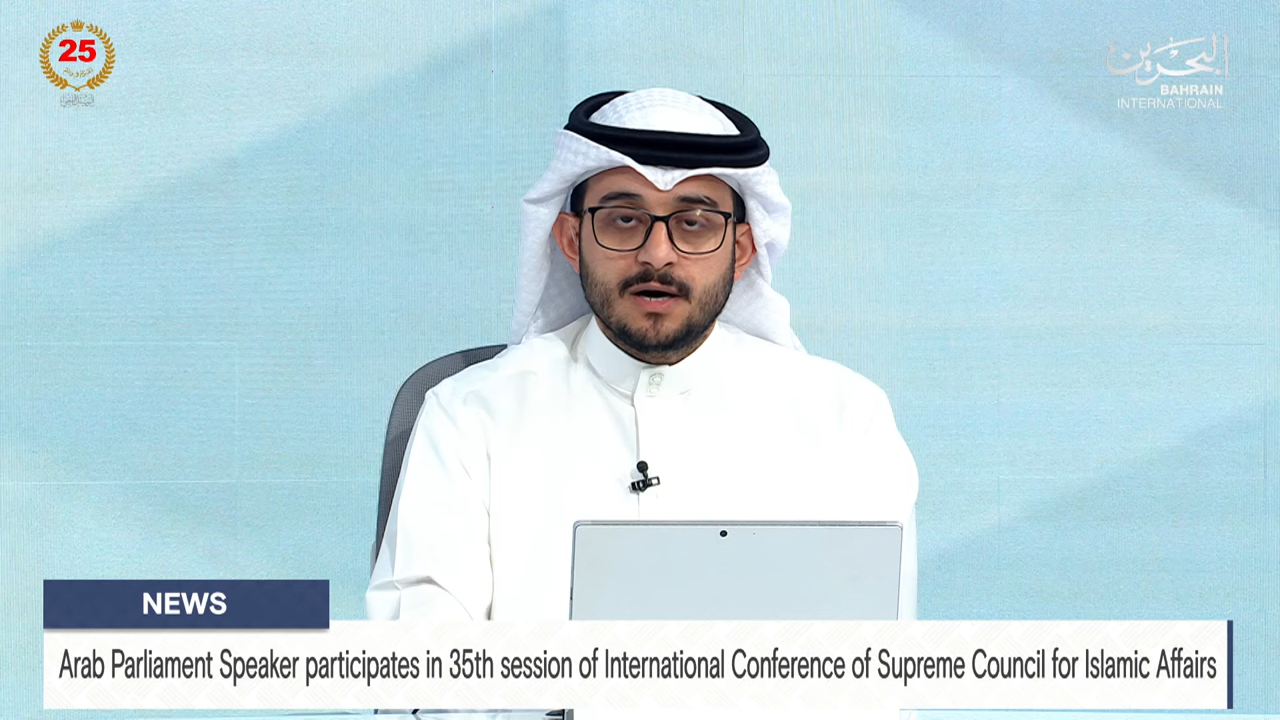 25
البحرين
BAHRAIN
INTERNATIONAL
NEWS
Arab Parliament Speaker participates in 35th session of International Conference of Supreme Council for Islamic Affairs